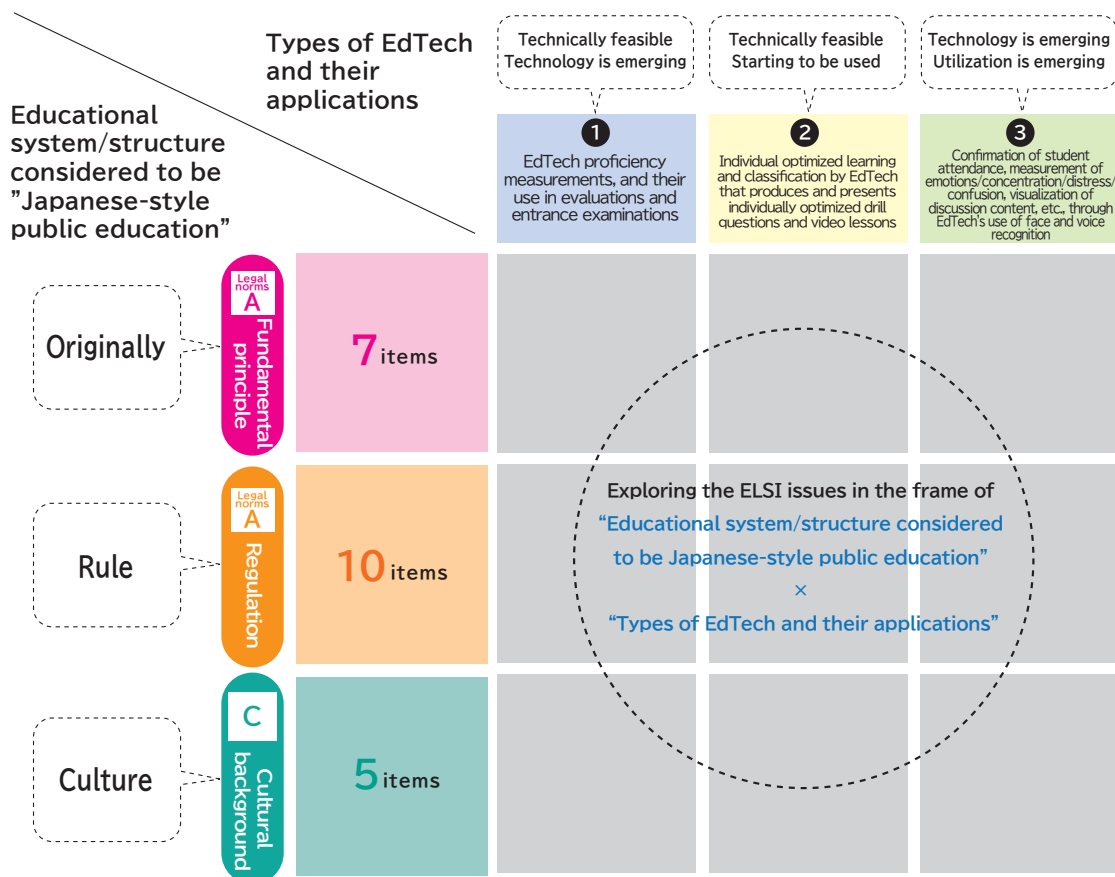 Types of EdTech
and their
applications
Educational
system/structure
considered to be
"Japanese-style
public education"
Technically feasible
Technology is emerging
Technically feasible
Starting to be used
Technology is emerging
Utilization is emerging
1
EdTech proficiency
measurements, and their
use in evaluations and
entrance examinations
2
Individual optimized learning
and classification by EdTech
that produces and presents
individually optimized drill
questions and video lessons
3
Confirmation of student
attendance, measurement of
emotions/concentration/distress/
confusion, visualization of
discussion content, etc., through
EdTech's use of face and voice
recognition
Originally
Legal
norms
A
Fundamental
principle
7 items
Rule
Legal
norms
A
Regulation
10 items
Culture
C
Cultural
background
5 items
Exploring the ELSI issues in the frame of
“Educational system/structure considered
to be Japanese-style public education”
×
“Types of EdTech and their applications”